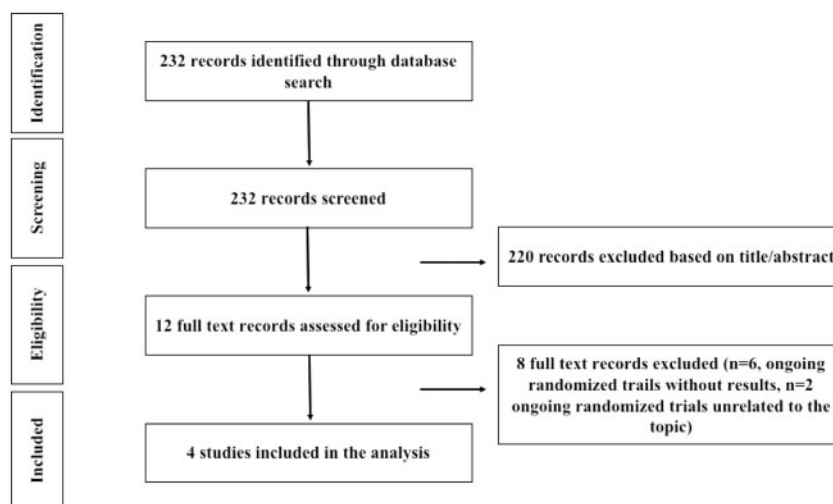 Identification
232 records identified through database
search
Screening
232 records screened
220 records excluded based on title/abstract
Eligibility
12 full text records assessed for eligibility
8 full text records excluded (n=6, ongoing
randomized trails without results, n=2
ongoing randomized trials unrelated to the
topic)
Included
4 studies included in the analysis